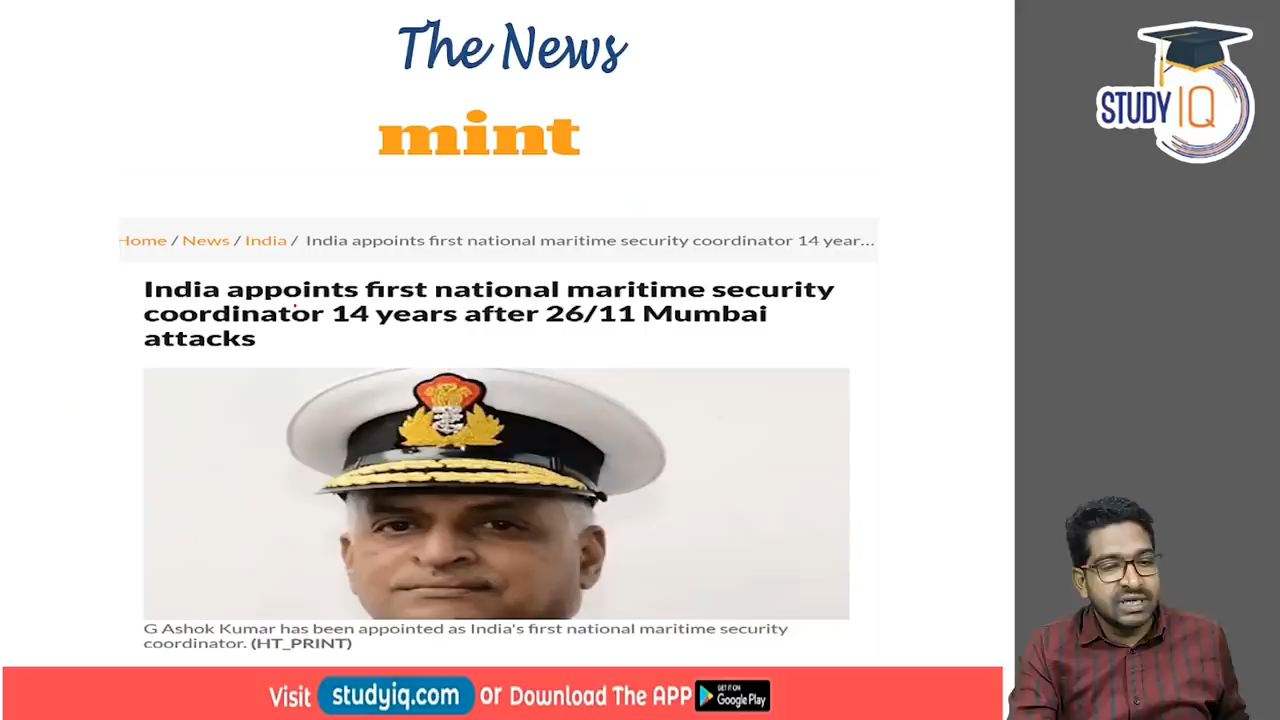 The News
mint
STUDY IQ
Home / News / India / India appoints first national maritime security coordinator 14 year...
India appoints first national maritime security
coordinator 14 years after 26/11 Mumbai
attacks
G Ashok Kumar has been appointed as India's first national maritime security
coordinator. (HT_PRINT)
Visit studyiq.com or Download The APP GET IT ON Google Play